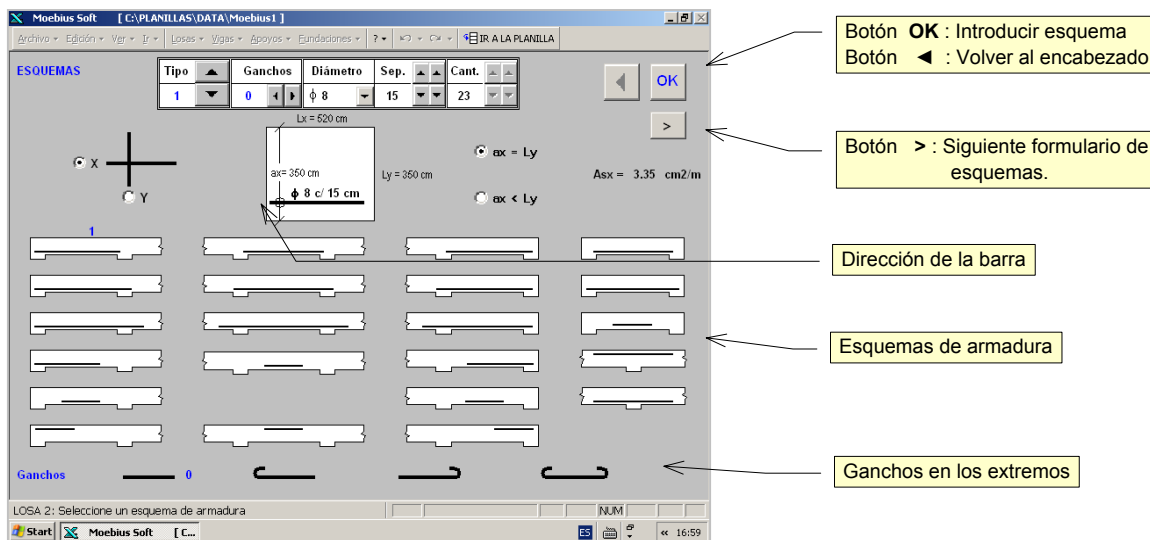 Moebius Soft [ C:\PLANILLAS\DATA\Moebius1 ]
Archivo Edición Ver Ir Losas Vigas Apoyos Fundaciones ? IR A LA PLANILLA
ESQUEMAS
Tipo Ganchos Diámetro Sep. Cant.
1 0 ϕ 8 15 23
OK
>
Lx = 520 cm
X
Y
ax= 350 cm
Ly = 350 cm
ϕ 8 c/ 15 cm
ax = Ly
ax < Ly
Asx = 3.35 cm2/m
1
Ganchos 0
LOSA 2: Seleccione un esquema de armadura
NUM
Start Moebius Soft [ C... ES « 16:59
Botón OK : Introducir esquema
Botón ◄ : Volver al encabezado
Botón > : Siguiente formulario de
esquemas.
Dirección de la barra
Esquemas de armadura
Ganchos en los extremos